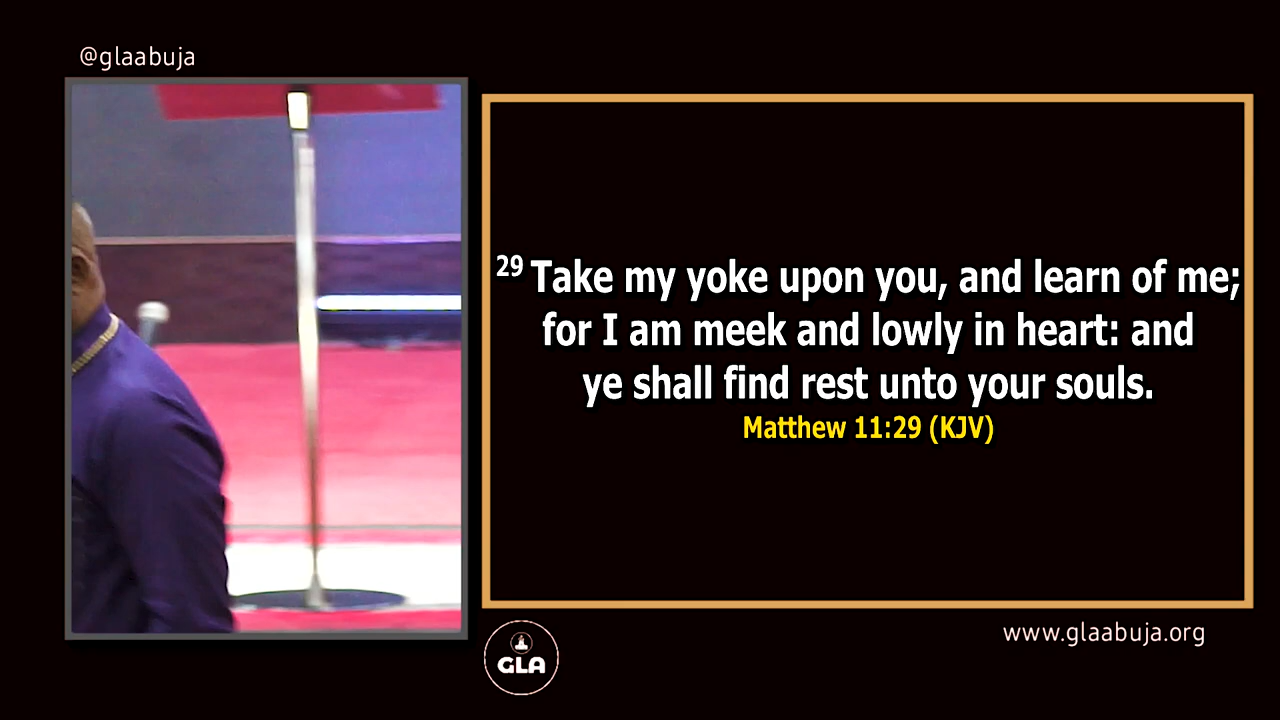 @glaabuja
29 Take my yoke upon you, and learn of me;
for I am meek and lowly in heart: and
ye shall find rest unto your souls.
Matthew 11:29 (KJV)
www.glaabuja.org
GLA